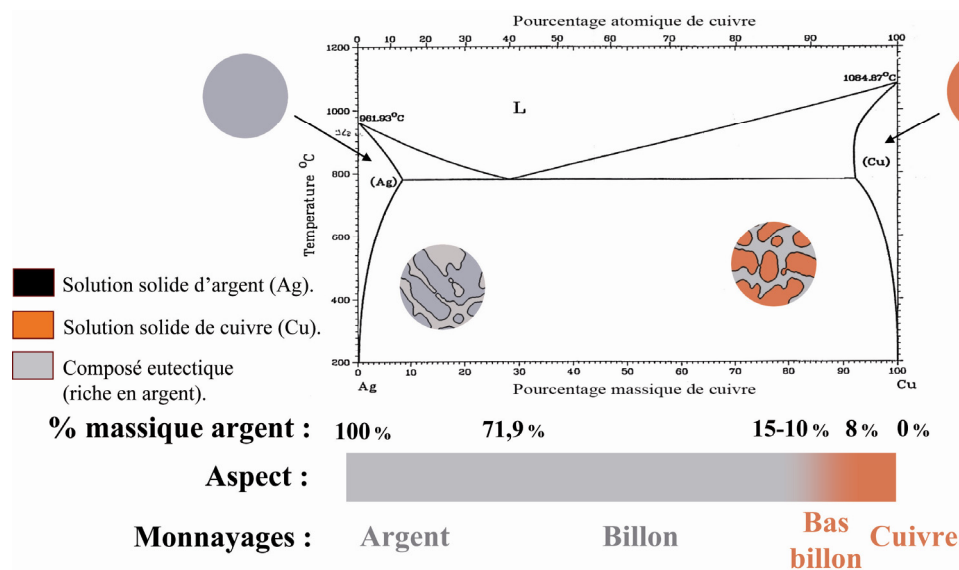 Pourcentage atomique de cuivre
0 10 20 30 40 50 60 70 80 90 100
1200
1084.87°C
L
1000
961.93°C
Temperature °C
(Ag)
(Cu)
800
600
Solution solide d'argent (Ag).
400
Solution solide de cuivre (Cu).
200
0 10 20 30 40 50 60 70 80 90 100
Composé eutectique
(riche en argent).
Ag
Pourcentage massique de cuivre
Cu
% massique argent : 100 % 71,9 % 15-10 % 8 % 0 %
Aspect :
Monnayages : Argent Billon Bas billon Cuivre